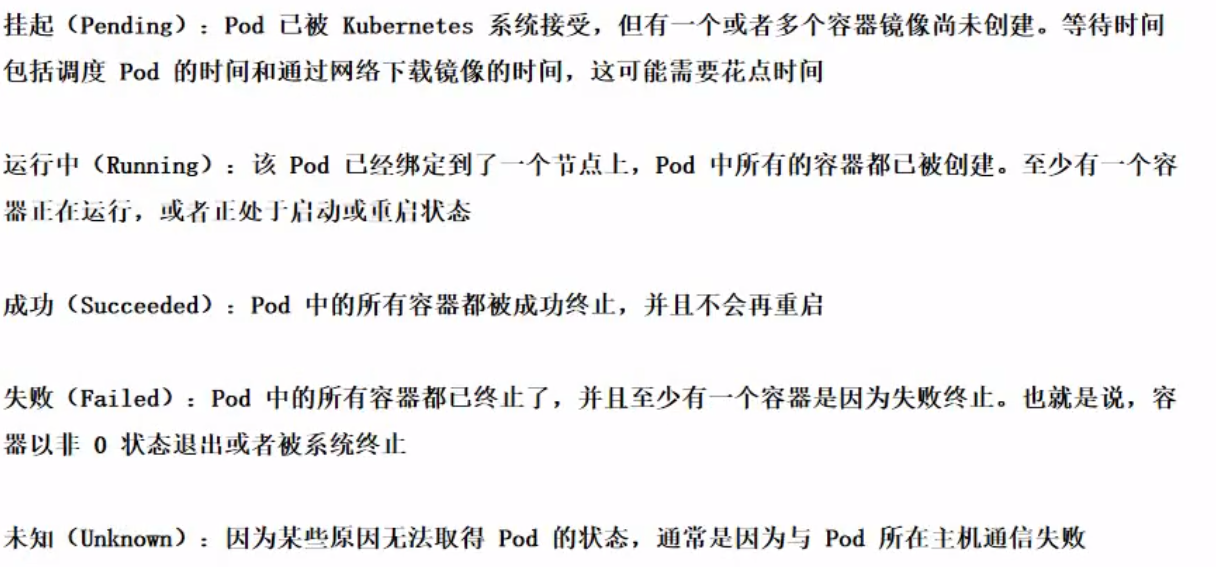 挂起（Pending）：Pod 已被 Kubernetes 系统接受，但有一个或者多个容器镜像尚未创建。等待时间
包括调度 Pod 的时间和通过网络下载镜像的时间，这可能需要花点时间
运行中（Running）：该 Pod 已经绑定到了一个节点上，Pod 中所有的容器都已被创建。至少有一个容
器正在运行，或者正处于启动或重启状态
成功（Succeeded）：Pod 中的所有容器都被成功终止，并且不会再重启
失败（Failed）：Pod 中的所有容器都已终止了，并且至少有一个容器是因为失败终止。也就是说，容
器以非 0 状态退出或者被系统终止
未知（Unknown）：因为某些原因无法取得 Pod 的状态，通常是因为与 Pod 所在主机通信失败